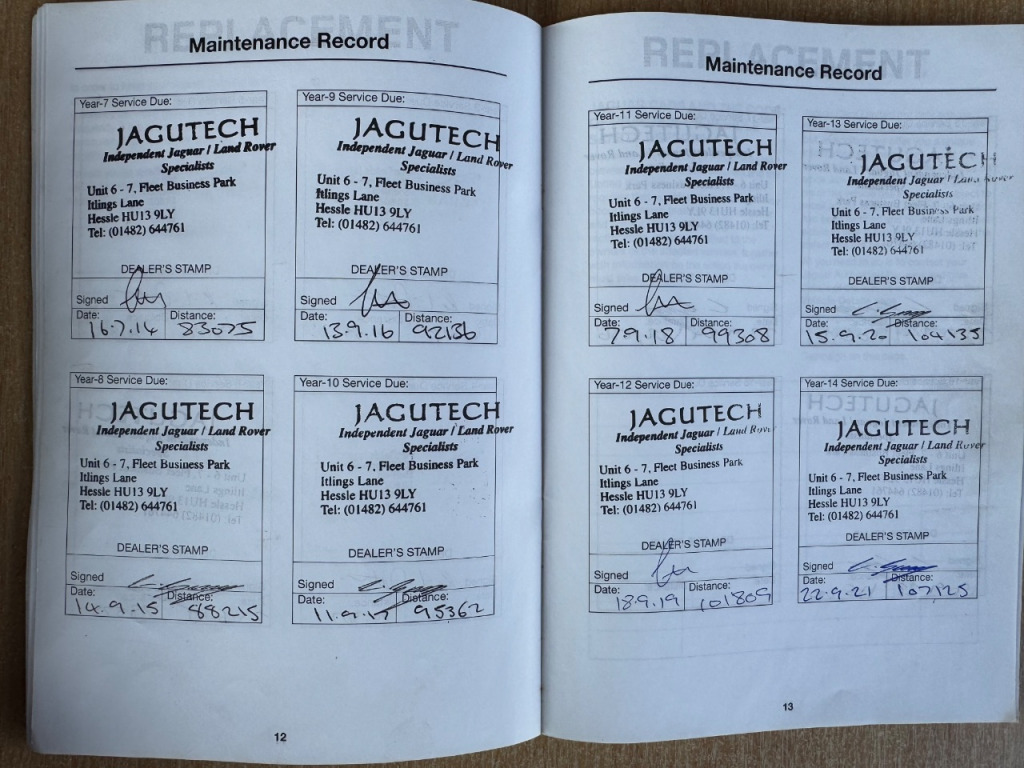 REPLACEMENT
Maintenance Record
Year-7 Service Due:
JAGUTECH
Independent Jaguar / Land Rover
Specialists
Unit 6 - 7, Fleet Business Park
Itlings Lane
Hessle HU13 9LY
Tel: (01482) 644761
DEALER'S STAMP
Signed
Date: Distance:
16.7.14 83075
Year-8 Service Due:
JAGUTECH
Independent Jaguar / Land Rover
Specialists
Unit 6 - 7, Fleet Business Park
Itlings Lane
Hessle HU13 9LY
Tel: (01482) 644761
DEALER'S STAMP
Signed
Date: Distance:
14.9.15 88215
Year-9 Service Due:
JAGUTECH
Independent Jaguar / Land Rover
Specialists
Unit 6 - 7, Fleet Business Park
Itlings Lane
Hessle HU13 9LY
Tel: (01482) 644761
DEALER'S STAMP
Signed
Date: Distance:
13.9.16 92136
Year-10 Service Due:
JAGUTECH
Independent Jaguar / Land Rover
Specialists
Unit 6 - 7, Fleet Business Park
Itlings Lane
Hessle HU13 9LY
Tel: (01482) 644761
DEALER'S STAMP
Signed
Date: Distance:
11.9.17 95362
12
REPLACEMENT
Maintenance Record
Year-11 Service Due:
JAGUTECH
Independent Jaguar / Land Rover
Specialists
Unit 6 - 7, Fleet Business Park
Itlings Lane
Hessle HU13 9LY
Tel: (01482) 644761
DEALER'S STAMP
Signed
Date: Distance:
7.9.18 99308
Year-12 Service Due:
JAGUTECH
Independent Jaguar / Land Rover
Specialists
Unit 6 - 7, Fleet Business Park
Itlings Lane
Hessle HU13 9LY
Tel: (01482) 644761
DEALER'S STAMP
Signed
Date: Distance:
18.9.19 101809
Year-13 Service Due:
JAGUTECH
Independent Jaguar / Land Rover
Specialists
Unit 6 - 7, Fleet Business Park
Itlings Lane
Hessle HU13 9LY
Tel: (01482) 644761
DEALER'S STAMP
Signed
Date: Distance:
15.9.20 104135
Year-14 Service Due:
JAGUTECH
Independent Jaguar / Land Rover
Specialists
Unit 6 - 7, Fleet Business Park
Itlings Lane
Hessle HU13 9LY
Tel: (01482) 644761
DEALER'S STAMP
Signed
Date: Distance:
22.9.21 107125
13